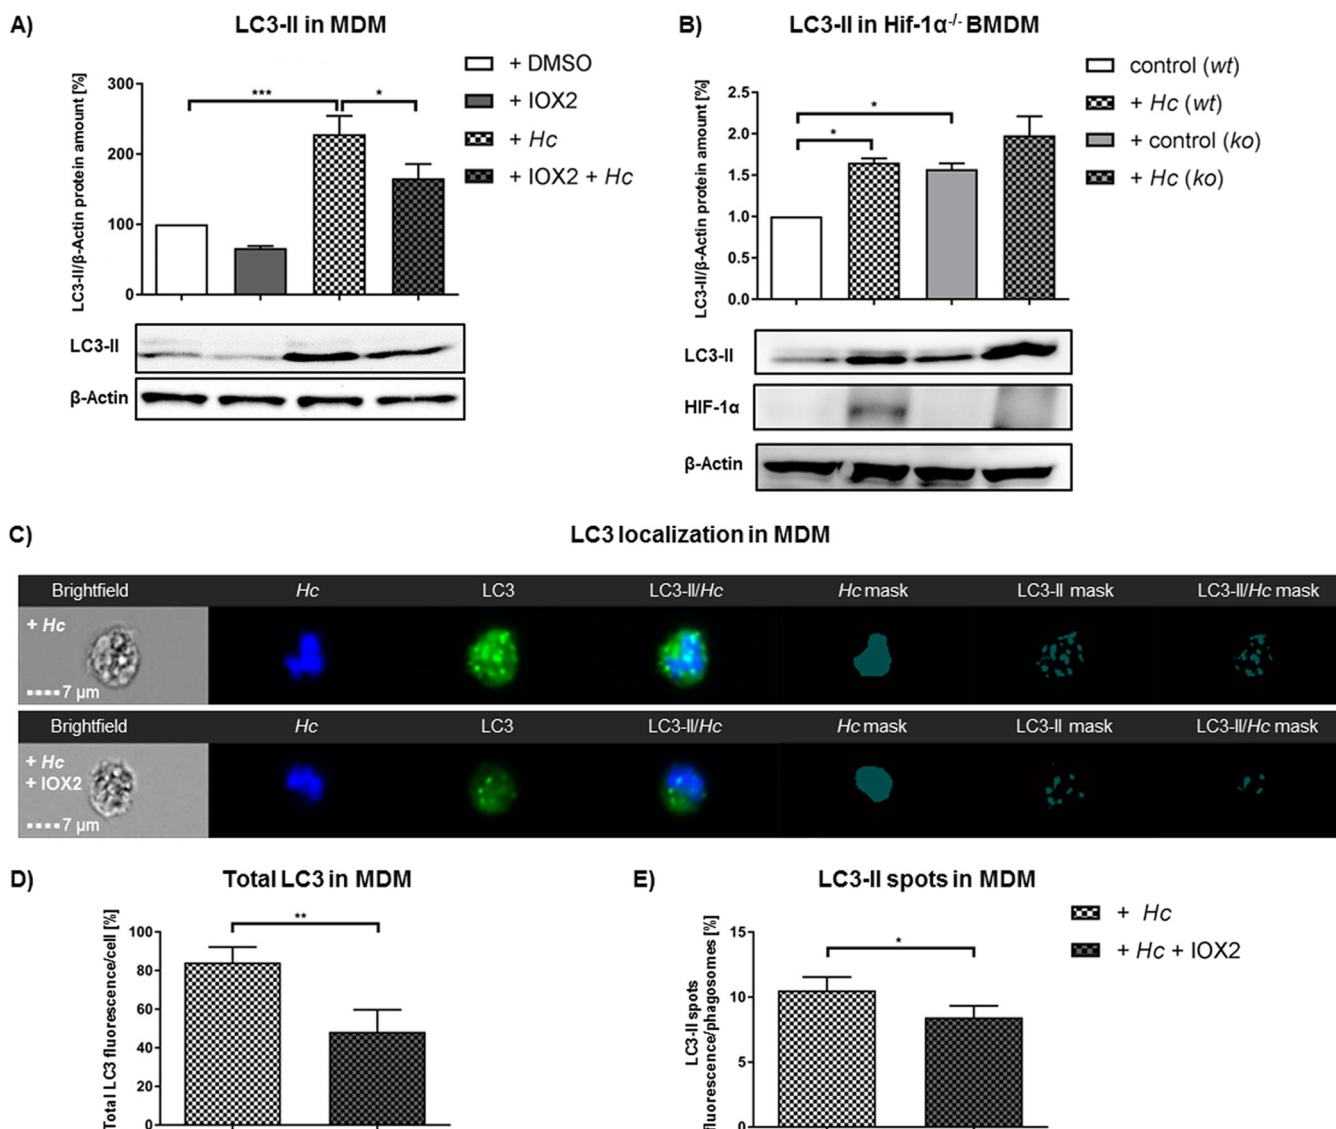 A)
LC3-II in MDM
LC3-II/β-Actin protein amount [%]
300
200
100
0
***
*
+ DMSO
+ IOX2
+ Hc
+ IOX2 + Hc
LC3-II
β-Actin
B)
LC3-II in Hif-1α-/- BMDM
LC3-II/β-Actin protein amount [%]
2.5
2.0
1.5
1.0
0.5
0.0
*
*
control (wt)
+ Hc (wt)
+ control (ko)
+ Hc (ko)
LC3-II
HIF-1α
β-Actin
C)
LC3 localization in MDM
Brightfield Hc LC3 LC3-II/Hc Hc mask LC3-II mask LC3-II/Hc mask
+ Hc
7 µm
Brightfield Hc LC3 LC3-II/Hc Hc mask LC3-II mask LC3-II/Hc mask
+ Hc
+ IOX2
7 µm
D)
Total LC3 in MDM
Total LC3 fluorescence/cell [%]
100
80
60
40
20
0
**
E)
LC3-II spots in MDM
LC3-II spots
fluorescence/phagosomes [%]
15
10
5
0
*
+ Hc
+ Hc + IOX2